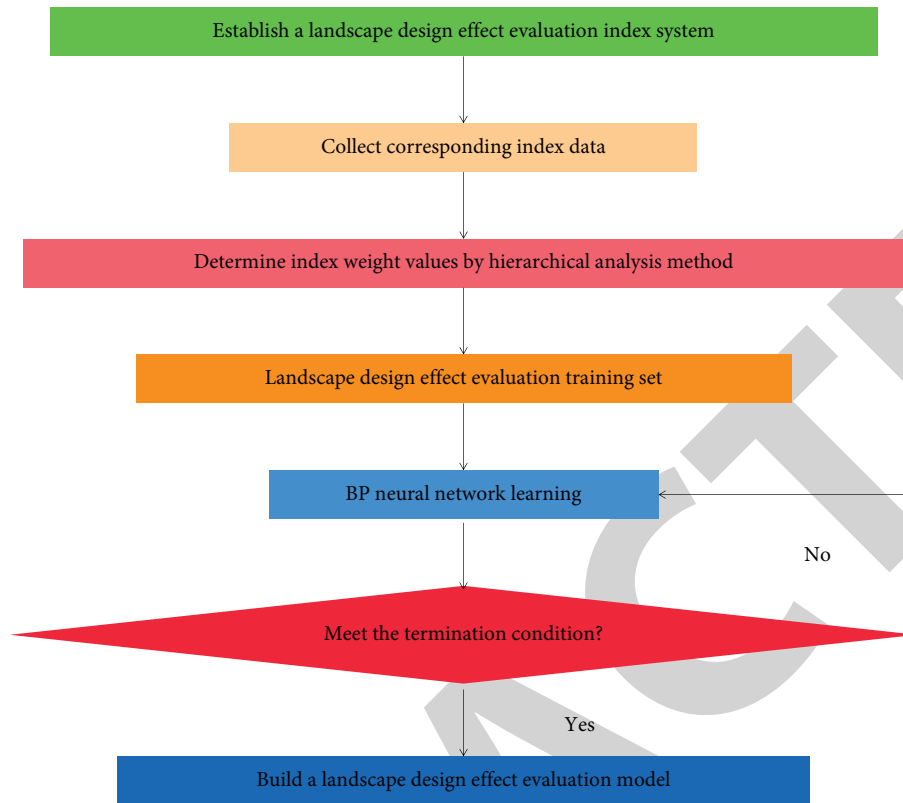 Establish a landscape design effect evaluation index system
Collect corresponding index data
Determine index weight values by hierarchical analysis method
Landscape design effect evaluation training set
BP neural network learning
No
Meet the termination condition?
Yes
Build a landscape design effect evaluation model